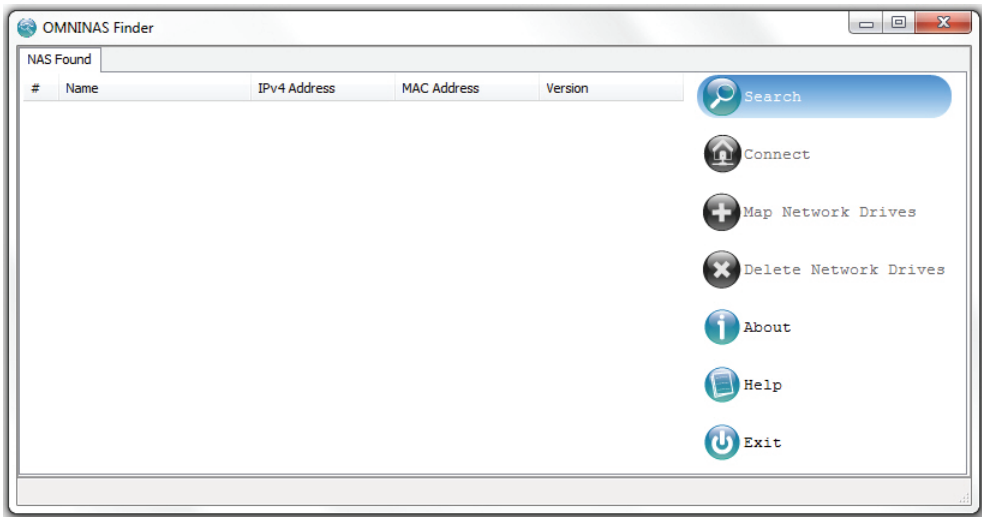 OMNINAS Finder
NAS Found
# Name IPv4 Address MAC Address Version
Search
Connect
Map Network Drives
Delete Network Drives
About
Help
Exit